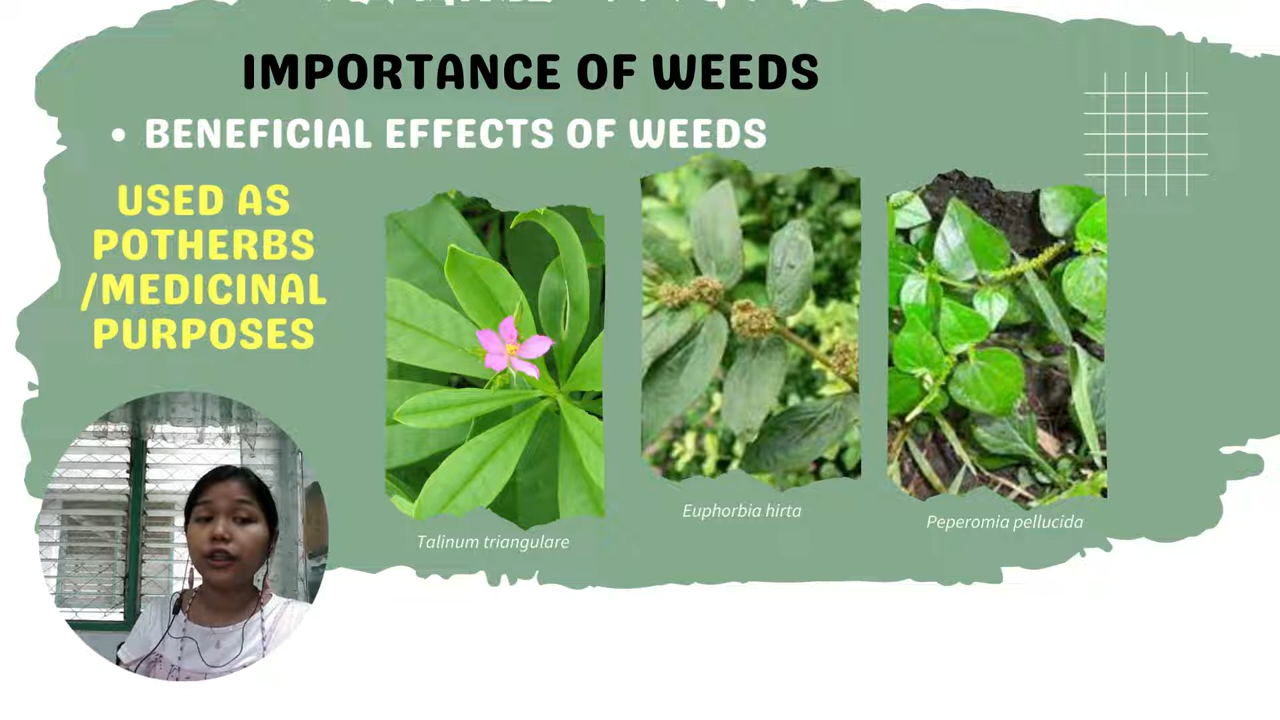 IMPORTANCE OF WEEDS
• BENEFICIAL EFFECTS OF WEEDS
USED AS
POTHERBS
/MEDICINAL
PURPOSES
Talinum triangulare
Euphorbia hirta
Peperomia pellucida